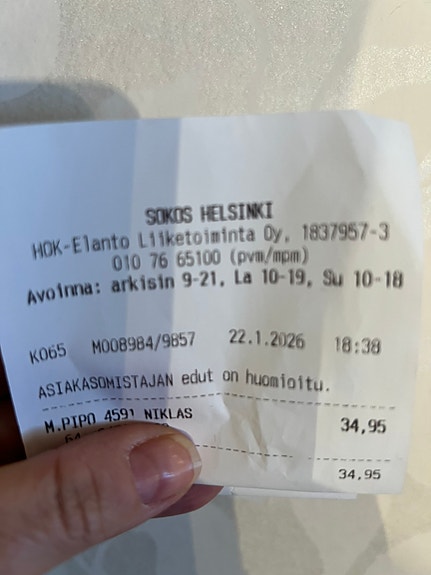 SOKOS HELSINKI
HOK-Elanto Liiketoiminta Oy, 1837957-3
010 76 65100 (pvm/mpm)
Avoinna: arkisin 9-21, La 10-19, Su 10-18
K065 M008984/9857 22.1.2026 18:38
ASIAKASOMISTAJAN edut on huomioitu.
M.PIPO 4591 NIKLAS 34,95
34,95